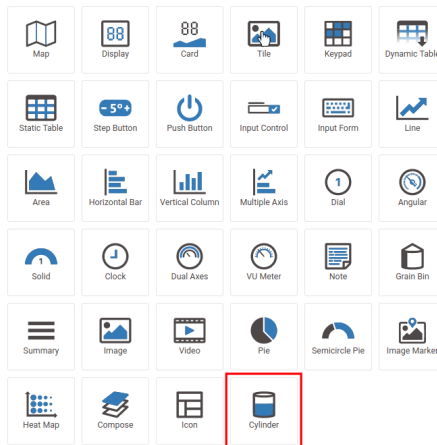 88
88
Map
Display
Card
Tile
Keypad
Dynamic Table
- 5°+
Static Table
Step Button
Push Button
Input Control
Input Form
Line
1
Area
Horizontal Bar
Vertical Column
Multiple Axis
Dial
Angular
1
Solid
Clock
Dual Axes
VU Meter
Note
Grain Bin
Summary
Image
Video
Pie
Semicircle Pie
Image Marker
Heat Map
Compose
Icon
Cylinder